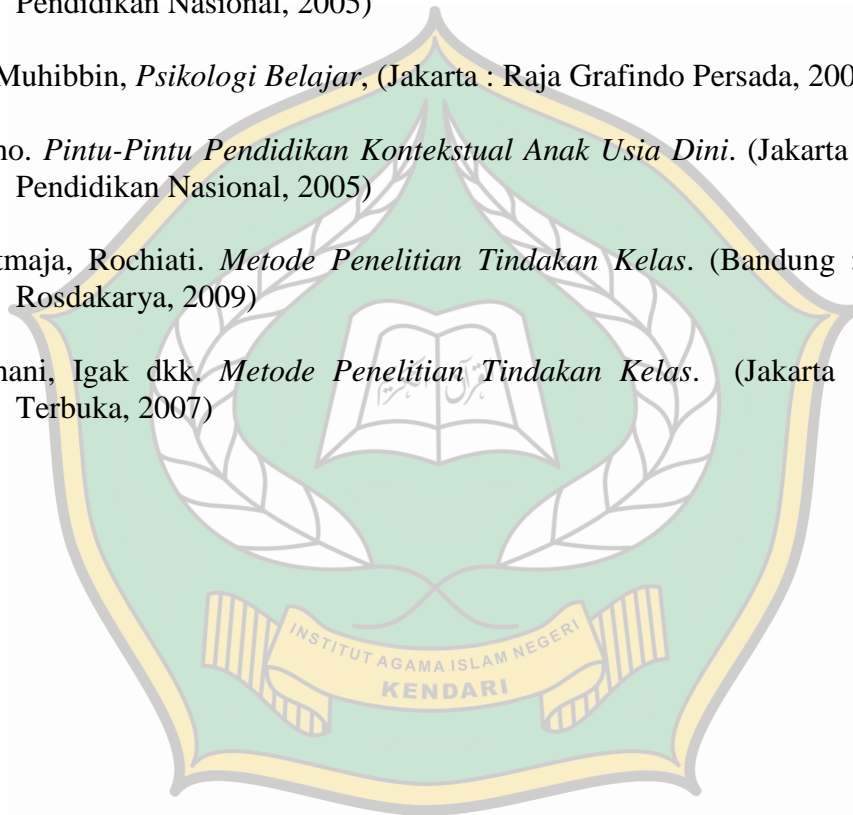 Pendidikan Nasional, 2005)
Muhibbin, Psikologi Belajar, (Jakarta : Raja Grafindo Persada, 200
no. Pintu-Pintu Pendidikan Kontekstual Anak Usia Dini. (Jakarta
Pendidikan Nasional, 2005)
tmaja, Rochiati. Metode Penelitian Tindakan Kelas. (Bandung :
Rosdakarya, 2009)
nani, Igak dkk. Metode Penelitian Tindakan Kelas. (Jakarta
Terbuka, 2007)
INSTITUT AGAMA ISLAM NEGERI
KENDARI